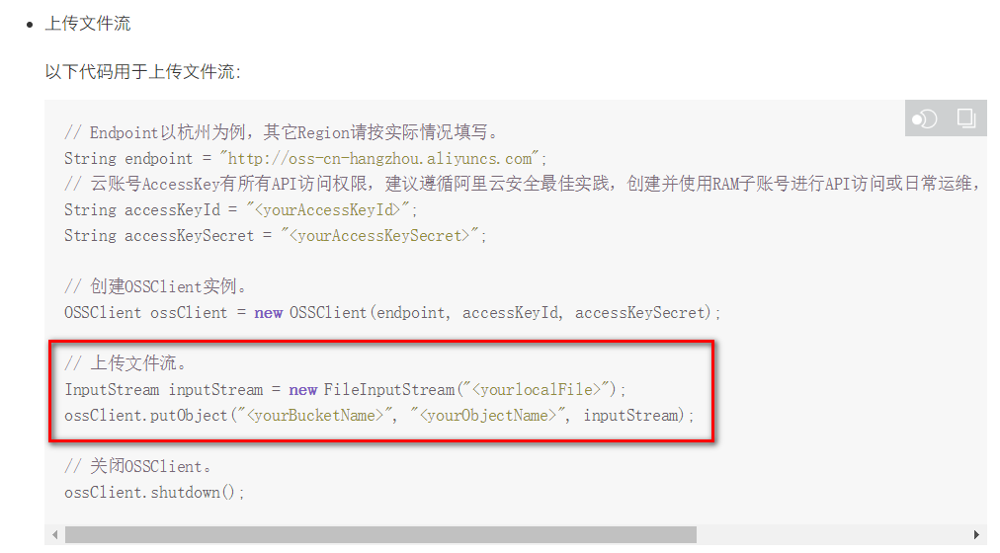 上传文件流
以下代码用于上传文件流：
// Endpoint以杭州为例，其它Region请按实际情况填写。
String endpoint = "http://oss-cn-hangzhou.aliyuncs.com";
// 云账号AccessKey有所有API访问权限，建议遵循阿里云安全最佳实践，创建并使用RAM子账号进行API访问或日常运维，
String accessKeyId = "<yourAccessKeyId>";
String accessKeySecret = "<yourAccessKeySecret>";
// 创建OSSClient实例。
OSSClient ossClient = new OSSClient(endpoint, accessKeyId, accessKeySecret);
// 上传文件流。
InputStream inputStream = new FileInputStream("<yourlocalFile>");
ossClient.putObject("<yourBucketName>", "<yourObjectName>", inputStream);
// 关闭OSSClient。
ossClient.shutdown();